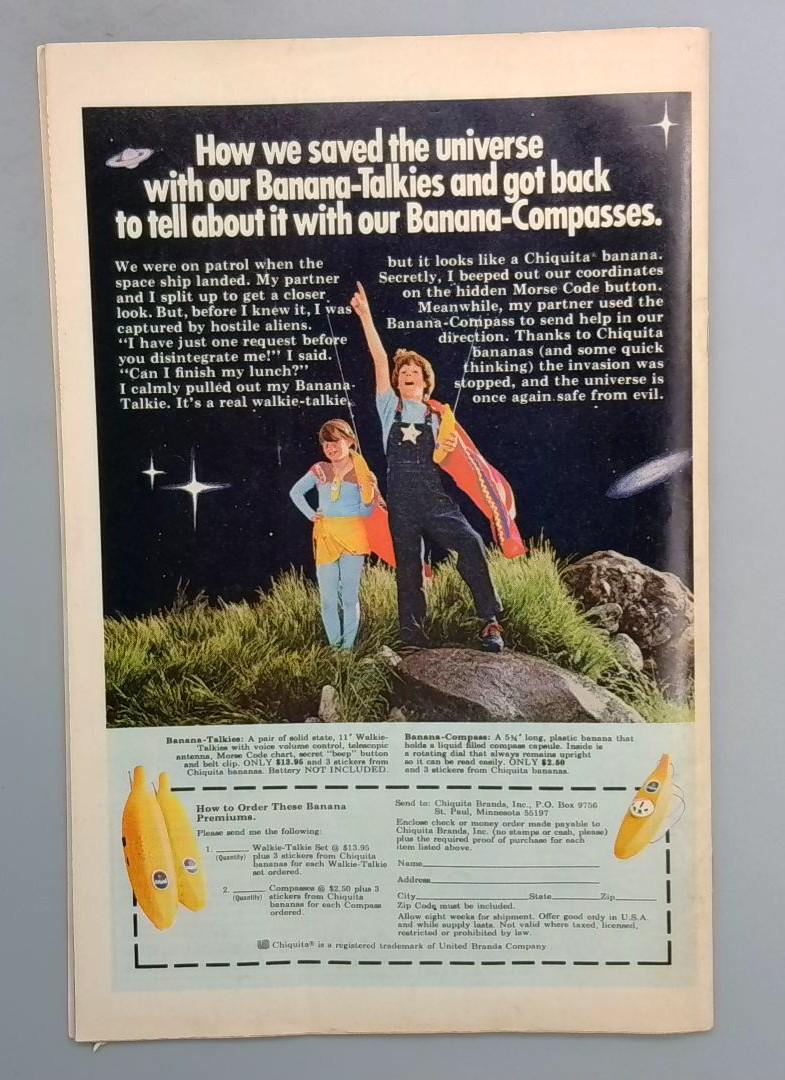 How we saved the universe
with our Banana-Talkies and got back
to tell about it with our Banana-Compasses.
We were on patrol when the
space ship landed. My partner
and I split up to get a closer
look. But, before I knew it, I was
captured by hostile aliens.
"I have just one request before
you disintegrate me!" I said.
"Can I finish my lunch?"
I calmly pulled out my Banana-
Talkie. It's a real walkie-talkie,
but it looks like a Chiquita® banana.
Secretly, I beeped out our coordinates
on the hidden Morse Code button.
Meanwhile, my partner used the
Banana-Compass to send help in our
direction. Thanks to Chiquita
bananas (and some quick
thinking) the invasion was
stopped, and the universe is
once again safe from evil.
Banana-Talkies: A pair of solid state, 11" Walkie-
Talkies with voice volume control, telescopic
antenna, Morse Code chart, secret "beep" button
and belt clip. ONLY $13.95 and 3 stickers from
Chiquita bananas. Battery NOT INCLUDED.
Banana-Compass: A 5¾" long, plastic banana that
holds a liquid filled compass capsule. Inside is
a rotating dial that always remains upright
so it can be read easily. ONLY $2.50
and 3 stickers from Chiquita bananas.
How to Order These Banana
Premiums.
Please send me the following:
1. ______ Walkie-Talkie Set @ $13.95
(Quantity) plus 3 stickers from Chiquita
bananas for each Walkie-Talkie
set ordered.
2. ______ Compasses @ $2.50 plus 3
(Quantity) stickers from Chiquita
bananas for each Compass
ordered.
Send to: Chiquita Brands, Inc., P.O. Box 9756
St. Paul, Minnesota 55197
Enclose check or money order made payable to
Chiquita Brands, Inc. (no stamps or cash, please)
plus the required proof of purchase for each
item listed above.
Name
Address
City State Zip
Zip Code must be included.
Allow eight weeks for shipment. Offer good only in U.S.A.
and while supply lasts. Not valid where taxed, licensed,
restricted or prohibited by law.
Chiquita® is a registered trademark of United Brands Company